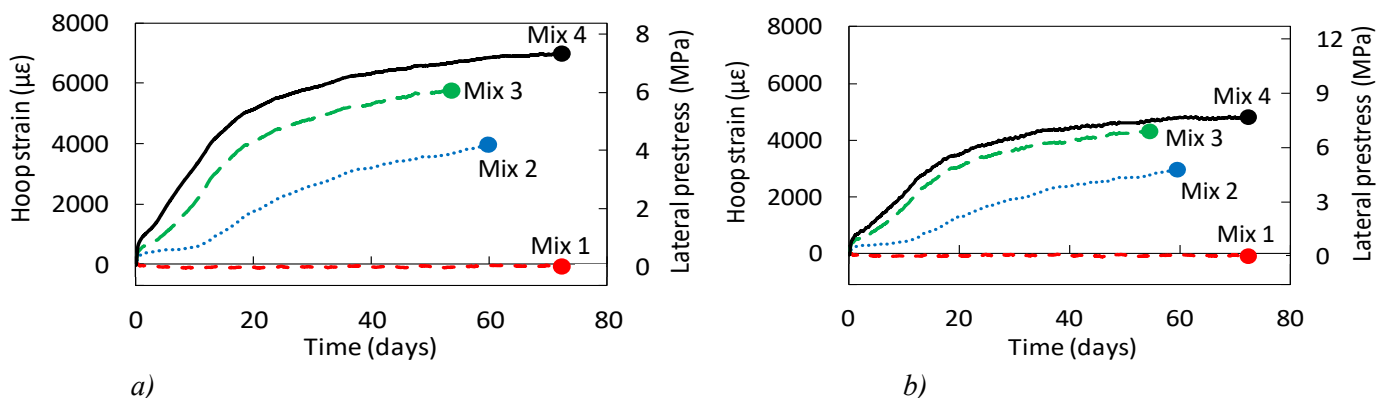 8000
6000
4000
2000
0
Hoop strain (με)
8
6
4
2
0
Lateral prestress (MPa)
Mix 4
Mix 3
Mix 2
Mix 1
0 20 40 60 80
Time (days)
a)
8000
6000
4000
2000
0
Hoop strain (με)
12
9
6
3
0
Lateral prestress (MPa)
Mix 4
Mix 3
Mix 2
Mix 1
0 20 40 60 80
Time (days)
b)